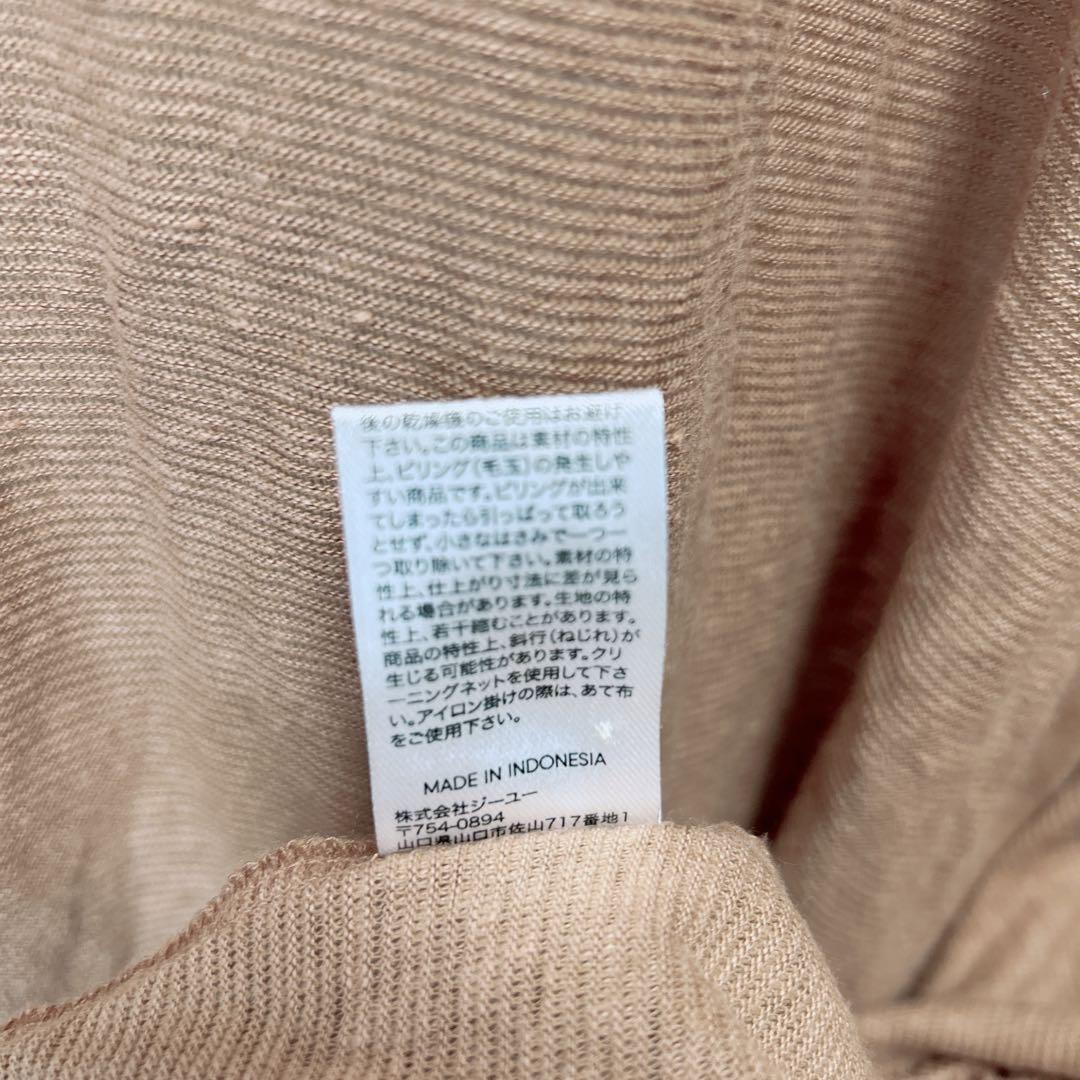 後の乾燥機のご使用はお避け
下さい。この商品は素材の特性
上、ピリング(毛玉)の発生しや
すい商品です。ピリングが出来
てしまったら引っぱって取ろう
とせず、小さなはさみで一つ一
つ取り除いて下さい。素材の特
性上、仕上がり寸法に差が見ら
れる場合があります。生地の特
性上、若干縮むことがあります。
商品の特性上、斜行(ねじれ)が
生じる可能性があります。クリ
ーニングネットを使用して下さ
い。アイロン掛けの際は、あて布
をご使用下さい。
MADE IN INDONESIA
株式会社ジーユー
〒754-0894
山口県山口市佐山717番地1